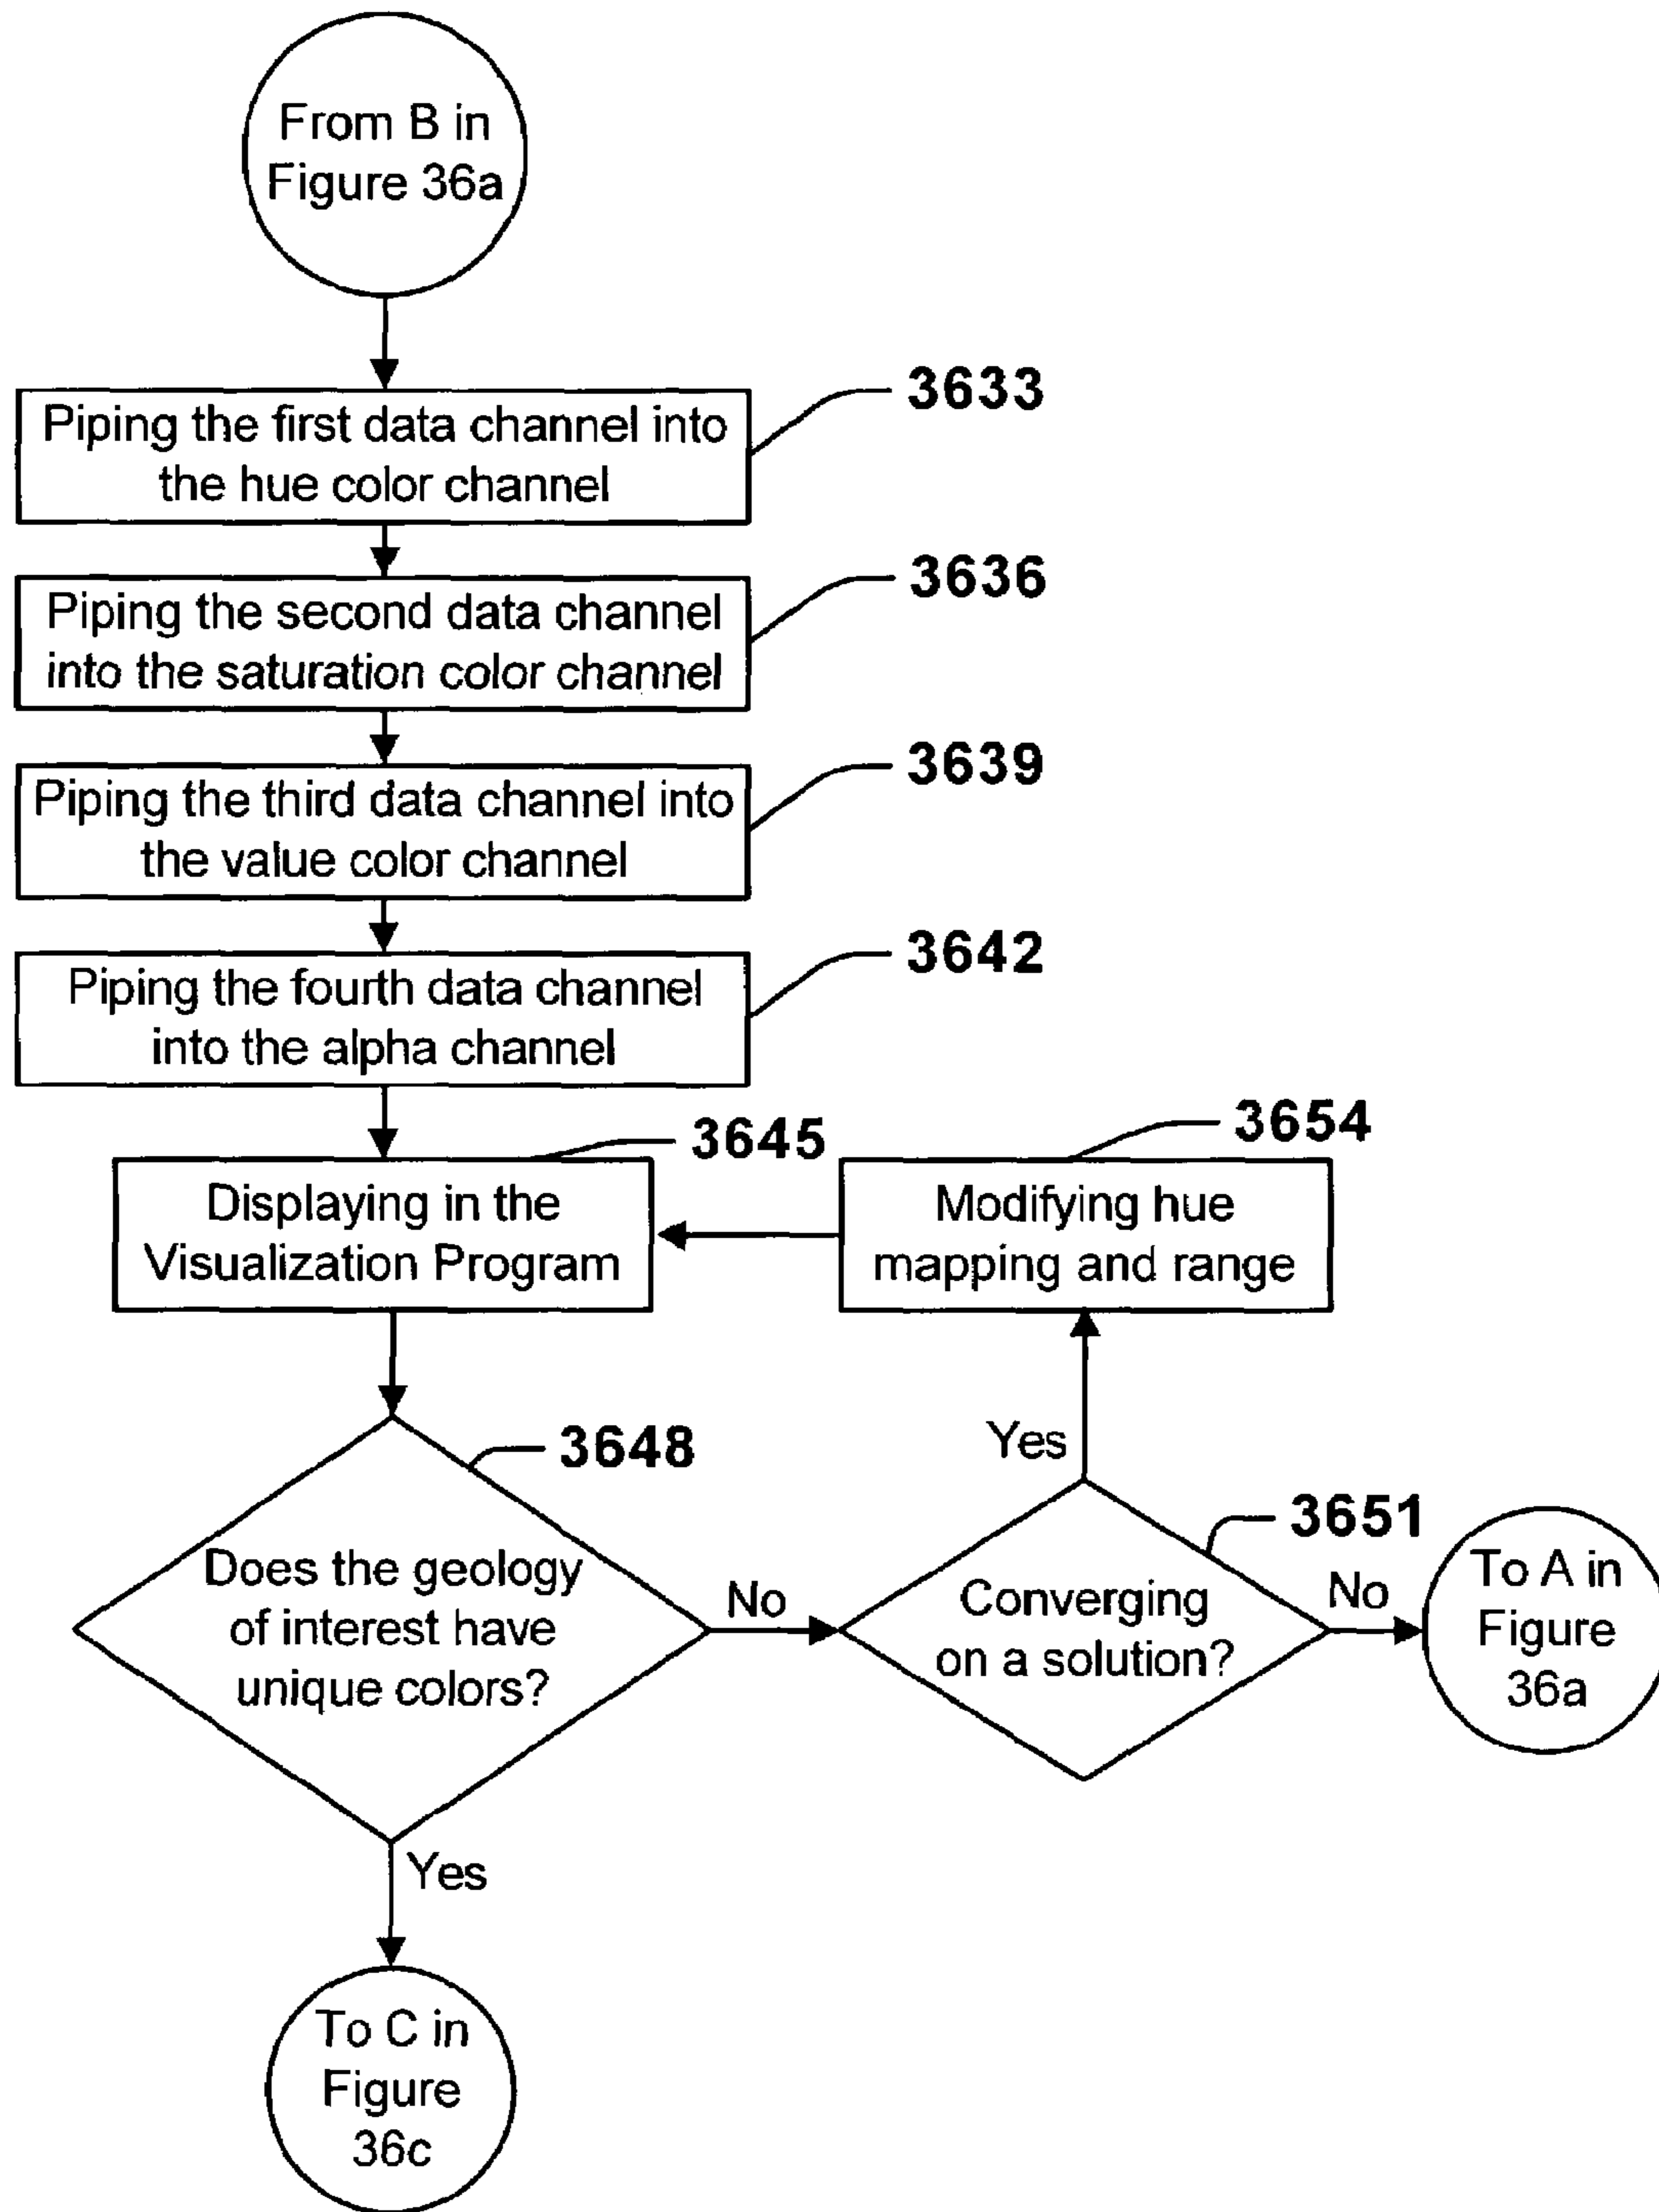 From B in
Figure 36a
Piping the first data channel into
the hue color channel
3633
Piping the second data channel
into the saturation color channel
3636
Piping the third data channel into
the value color channel
3639
Piping the fourth data channel
into the alpha channel
3642
Displaying in the
Visualization Program
3645
Modifying hue
mapping and range
3654
Does the geology
of interest have
unique colors?
3648
No
Yes
Converging
on a solution?
3651
Yes
No
To A in
Figure
36a
To C in
Figure
36c